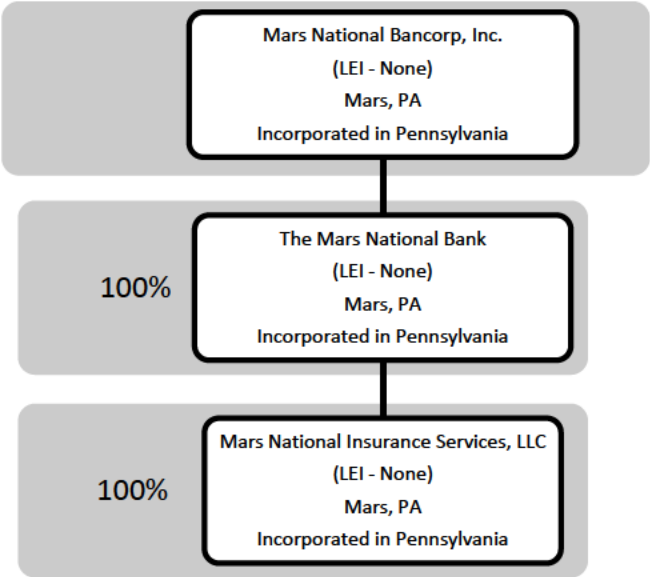 Mars National Bancorp, Inc.
(LEI - None)
Mars, PA
Incorporated in Pennsylvania
100%
The Mars National Bank
(LEI - None)
Mars, PA
Incorporated in Pennsylvania
100%
Mars National Insurance Services, LLC
(LEI - None)
Mars, PA
Incorporated in Pennsylvania